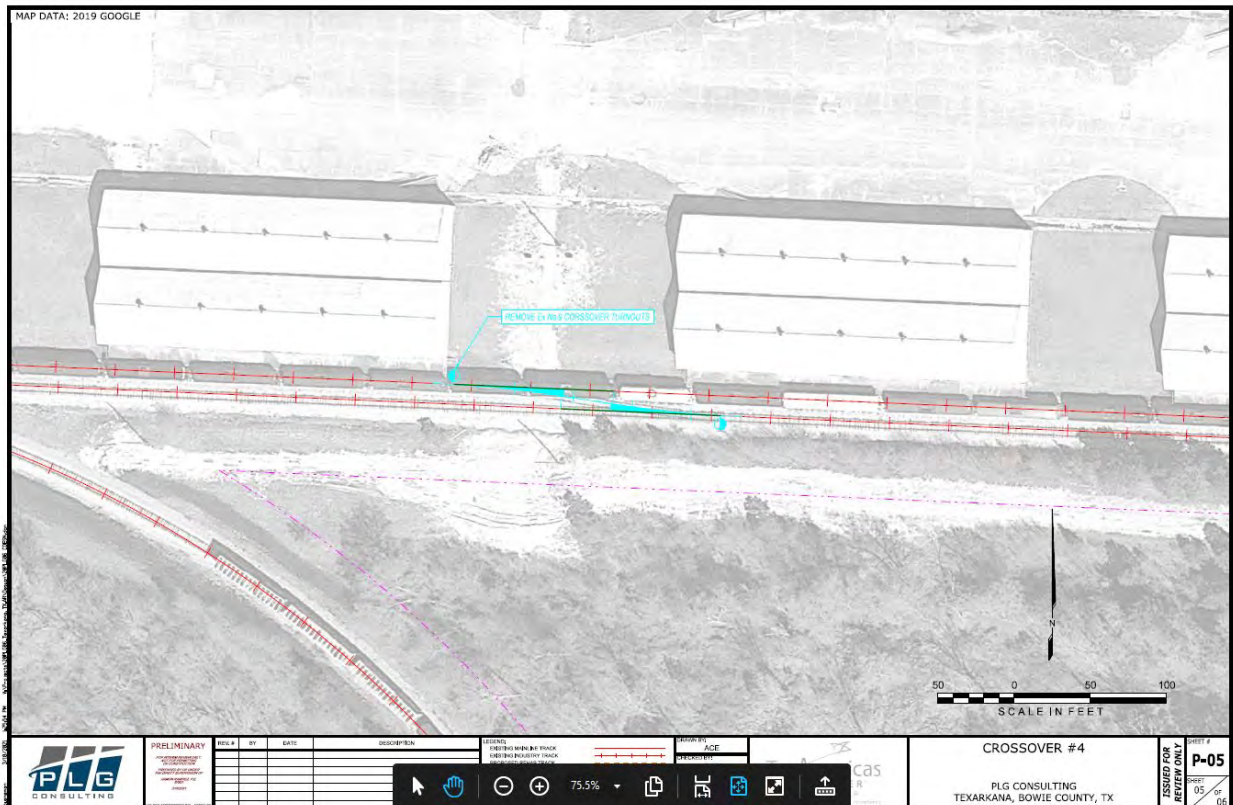 MAP DATA: 2019 GOOGLE
REMOVE Ex No 8 CORSSOVER TURNOUTS
N
50 0 50 100
SCALE IN FEET
PLG
CONSULTING
PRELIMINARY
REV. # BY DATE DESCRIPTION
LEGEND:
EXISTING MAINLINE TRACK
EXISTING INDUSTRY TRACK
DRAWN BY:
ACE
CHECKED BY:
75.5%
CROSSOVER #4
PLG CONSULTING
TEXARKANA, BOWIE COUNTY, TX
ISSUED FOR
REVIEW ONLY
SHEET #
P-05
SHEET
05 OF 06